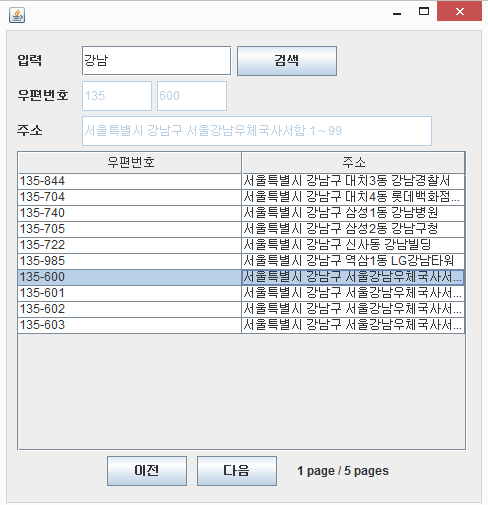 입력 강남 검색
우편번호 135 600
주소 서울특별시 강남구 서울강남우체국사서함 1~99
우편번호 주소
135-844 서울특별시 강남구 대치3동 강남경찰서
135-704 서울특별시 강남구 대치4동 롯데백화점...
135-740 서울특별시 강남구 삼성1동 강남병원
135-705 서울특별시 강남구 삼성2동 강남구청
135-722 서울특별시 강남구 신사동 강남빌딩
135-985 서울특별시 강남구 역삼1동 LG강남타워
135-600 서울특별시 강남구 서울강남우체국사서...
135-601 서울특별시 강남구 서울강남우체국사서...
135-602 서울특별시 강남구 서울강남우체국사서...
135-603 서울특별시 강남구 서울강남우체국사서...
이전 다음 1 page / 5 pages